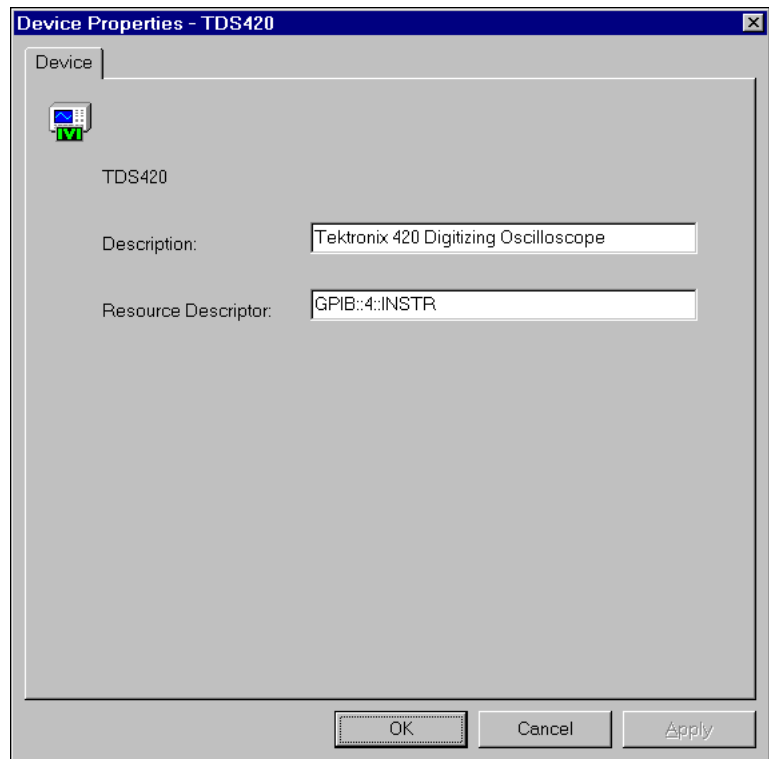 Device Properties - TDS420
Device
IVI
TDS420
Description: Tektronix 420 Digitizing Oscilloscope
Resource Descriptor: GPIB::4::INSTR
OK Cancel Apply